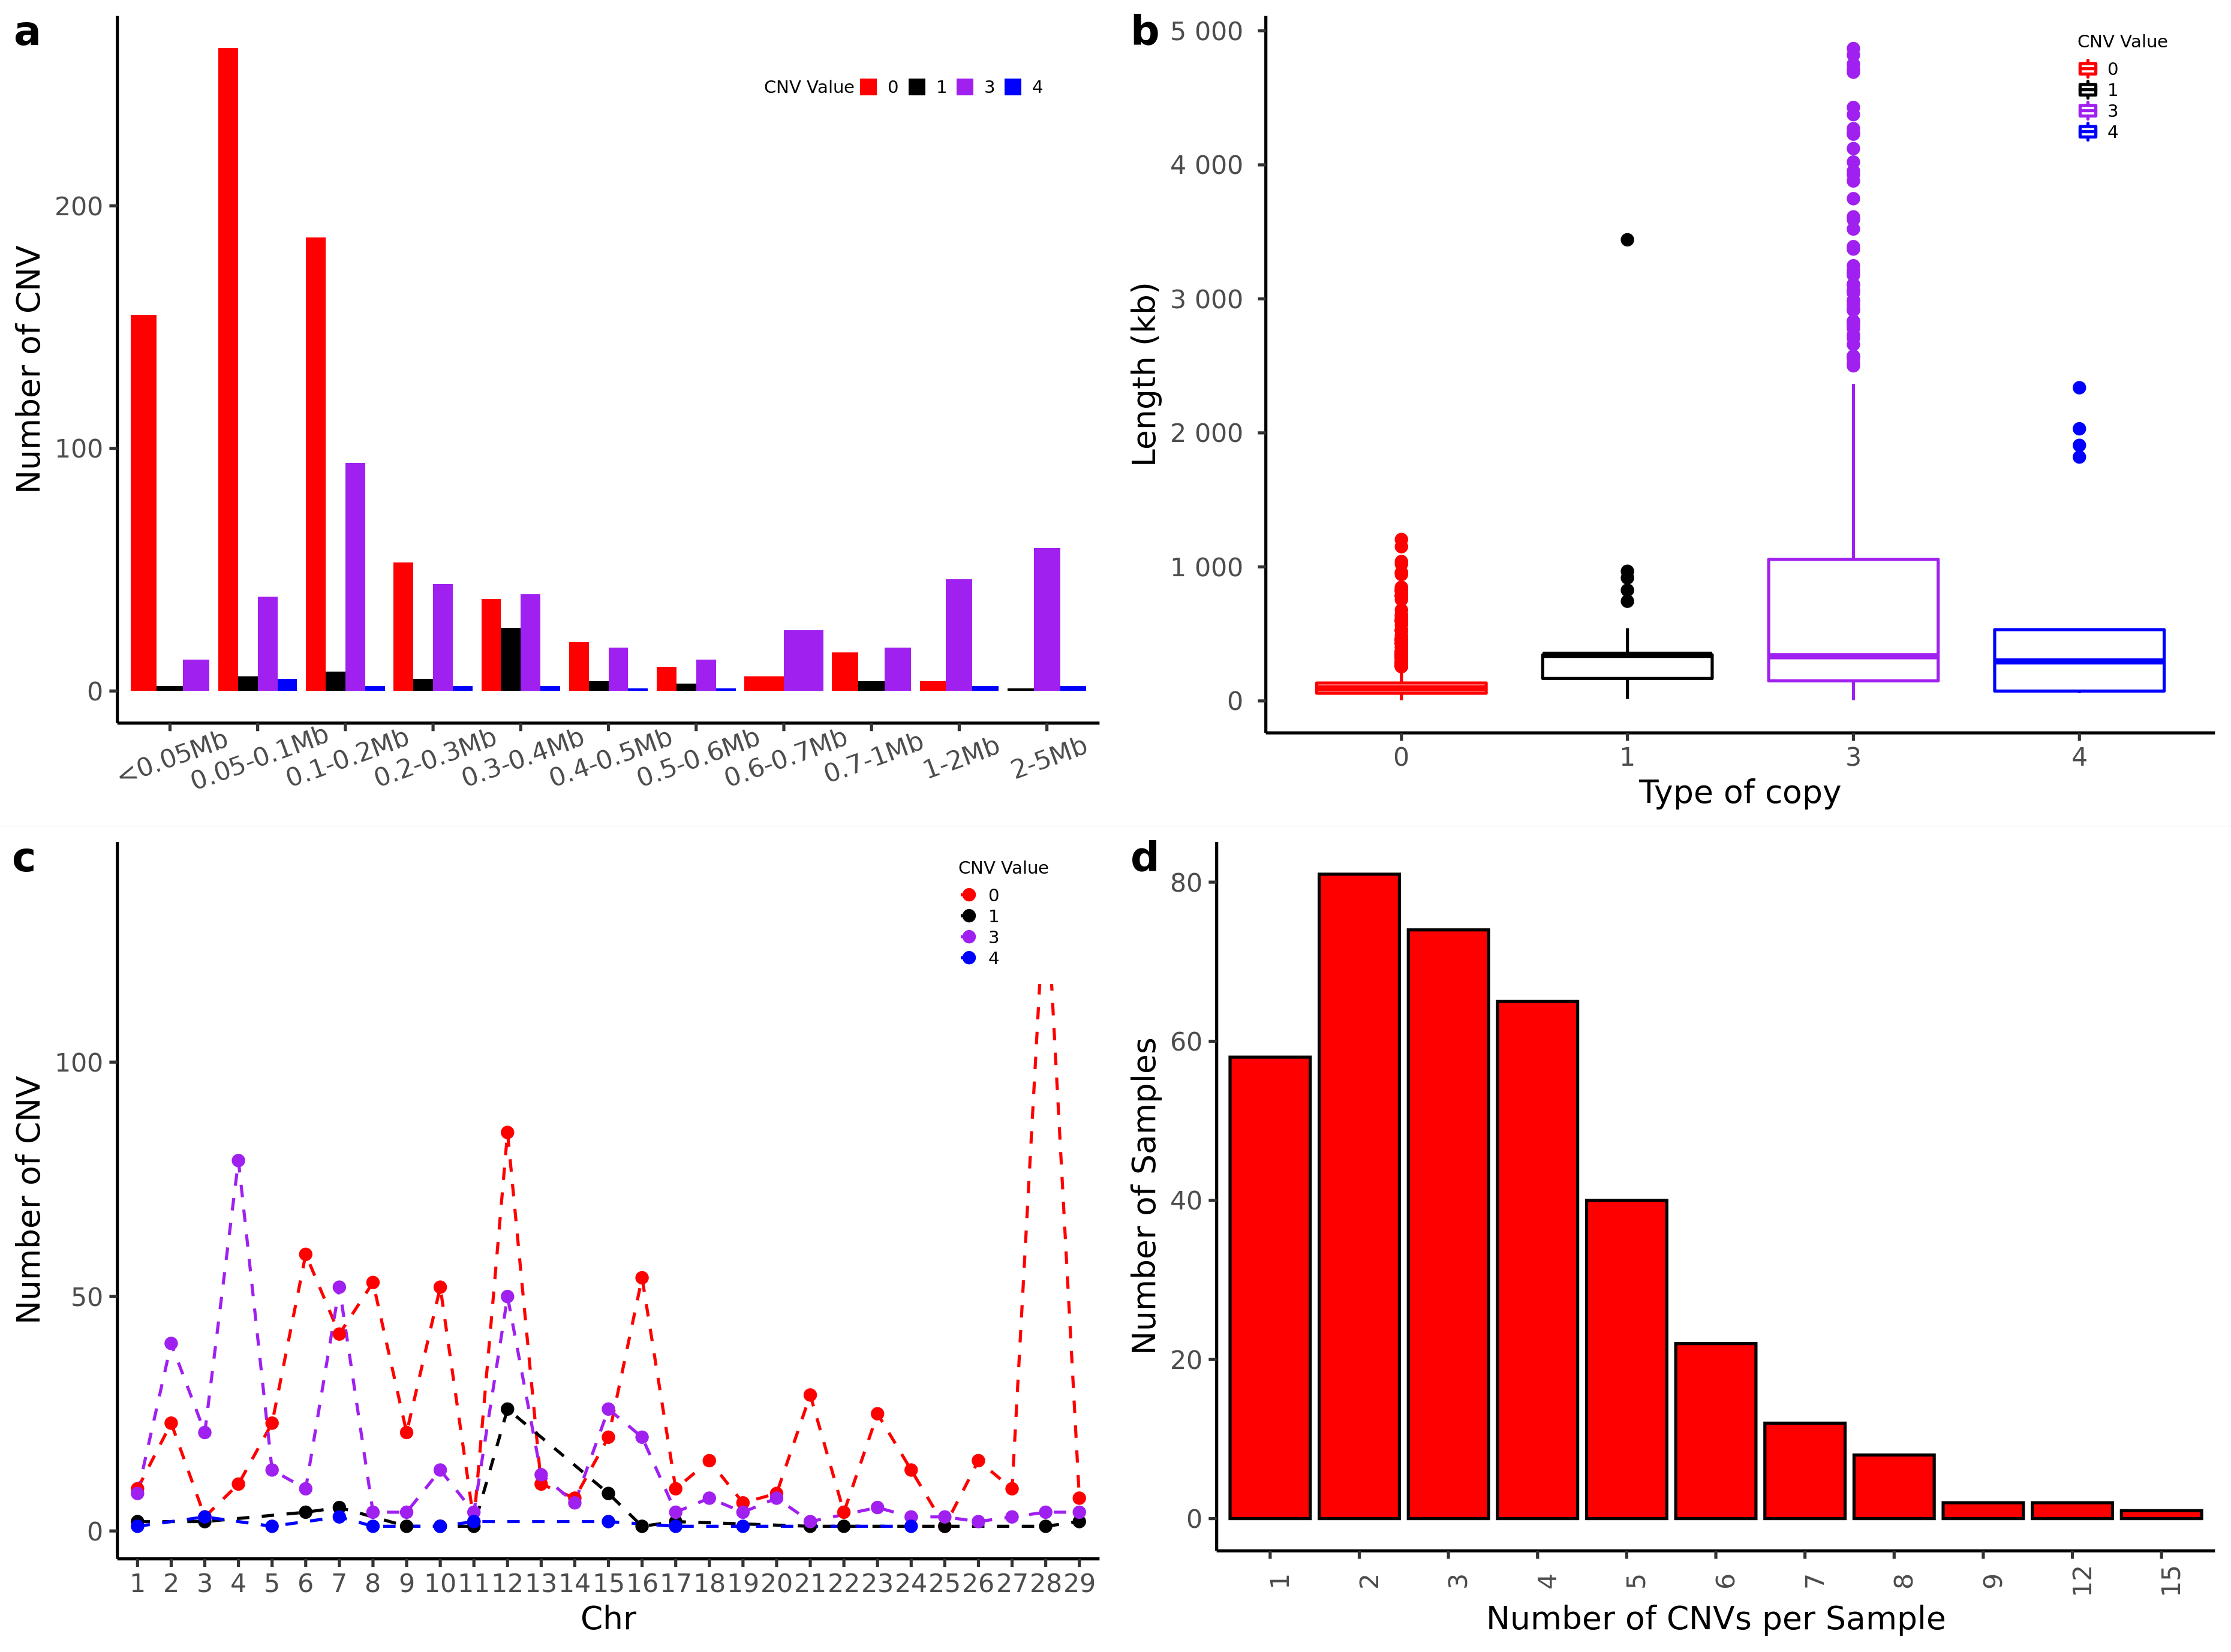 a
Number of CNV
200
100
0
CNV Value 0 1 3 4
<0.05Mb 0.05-0.1Mb 0.1-0.2Mb 0.2-0.3Mb 0.3-0.4Mb 0.4-0.5Mb 0.5-0.6Mb 0.6-0.7Mb 0.7-1Mb 1-2Mb 2-5Mb
b
Length (kb)
5 000
4 000
3 000
2 000
1 000
0
CNV Value
0
1
3
4
0 1 3 4
Type of copy
c
Number of CNV
100
50
0
CNV Value
0
1
3
4
1 2 3 4 5 6 7 8 9 10 11 12 13 14 15 16 17 18 19 20 21 22 23 24 25 26 27 28 29
Chr
d
Number of Samples
80
60
40
20
0
1 2 3 4 5 6 7 8 9 12 15
Number of CNVs per Sample